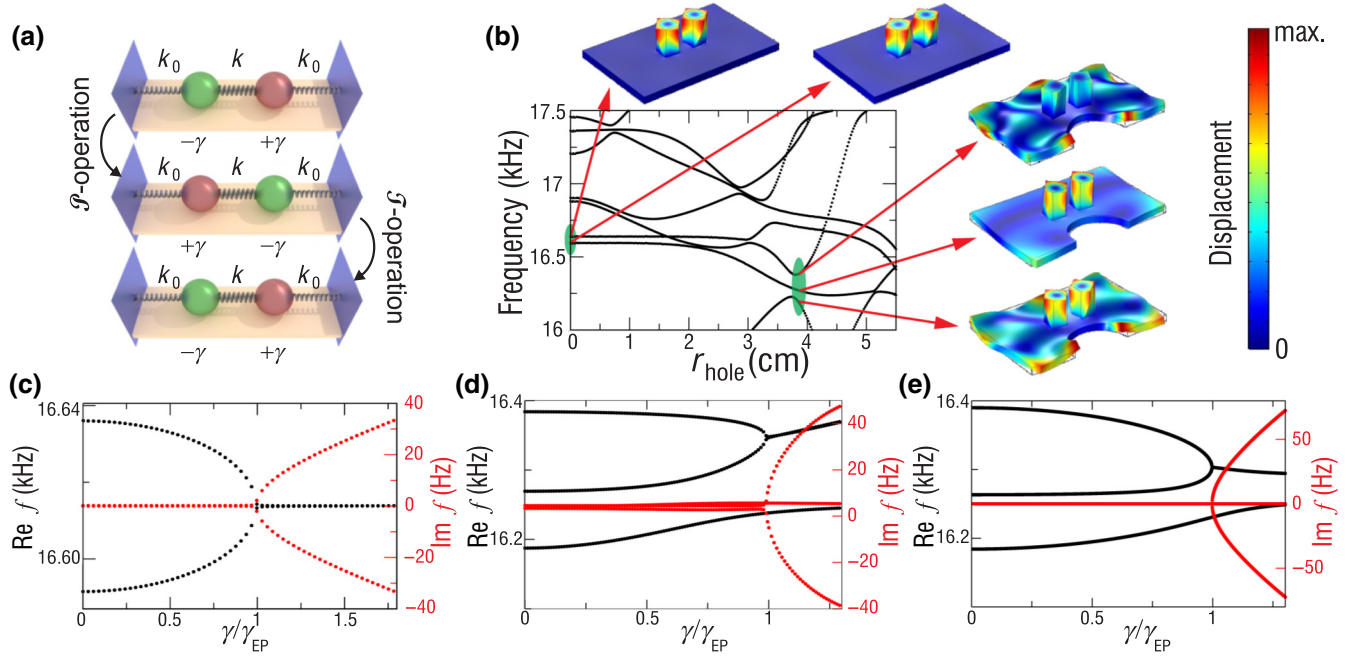 (a)
k₀ k k₀
−γ +γ
𝒫-operation
k₀ k k₀
+γ −γ
𝒯-operation
k₀ k k₀
−γ +γ
(b)
Frequency (kHz)
17.5
17
16.5
16
0 1 2 3 4 5
r_hole (cm)
max.
Displacement
0
(c)
Re f (kHz)
16.64
16.60
0 0.5 1 1.5
γ/γ_EP
40
20
0
−20
−40
Im f (Hz)
(d)
Re f (kHz)
16.4
16.2
0 0.5 1
γ/γ_EP
40
20
0
−20
−40
Im f (Hz)
(e)
Re f (kHz)
16.4
16.2
0 0.5 1
γ/γ_EP
50
0
−50
Im f (Hz)